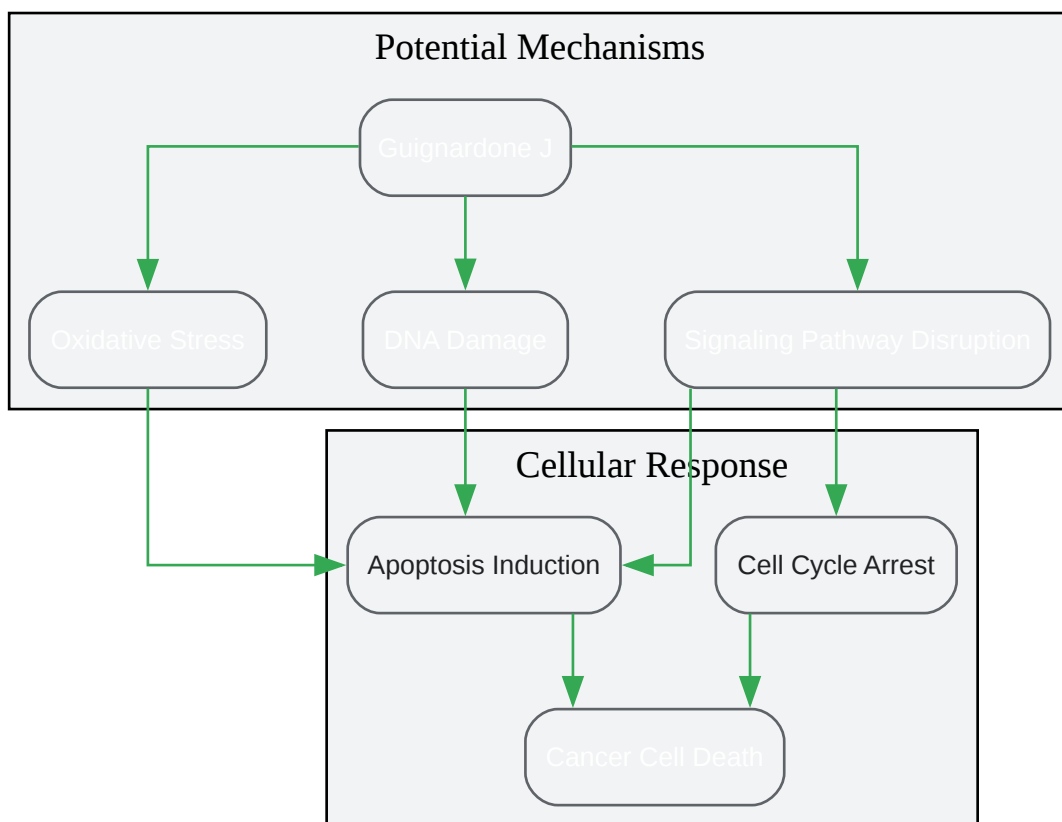 Potential Mechanisms
Guignardone J
Oxidative Stress
DNA Damage
Signaling Pathway Disruption
Cellular Response
Apoptosis Induction
Cell Cycle Arrest
Cancer Cell Death